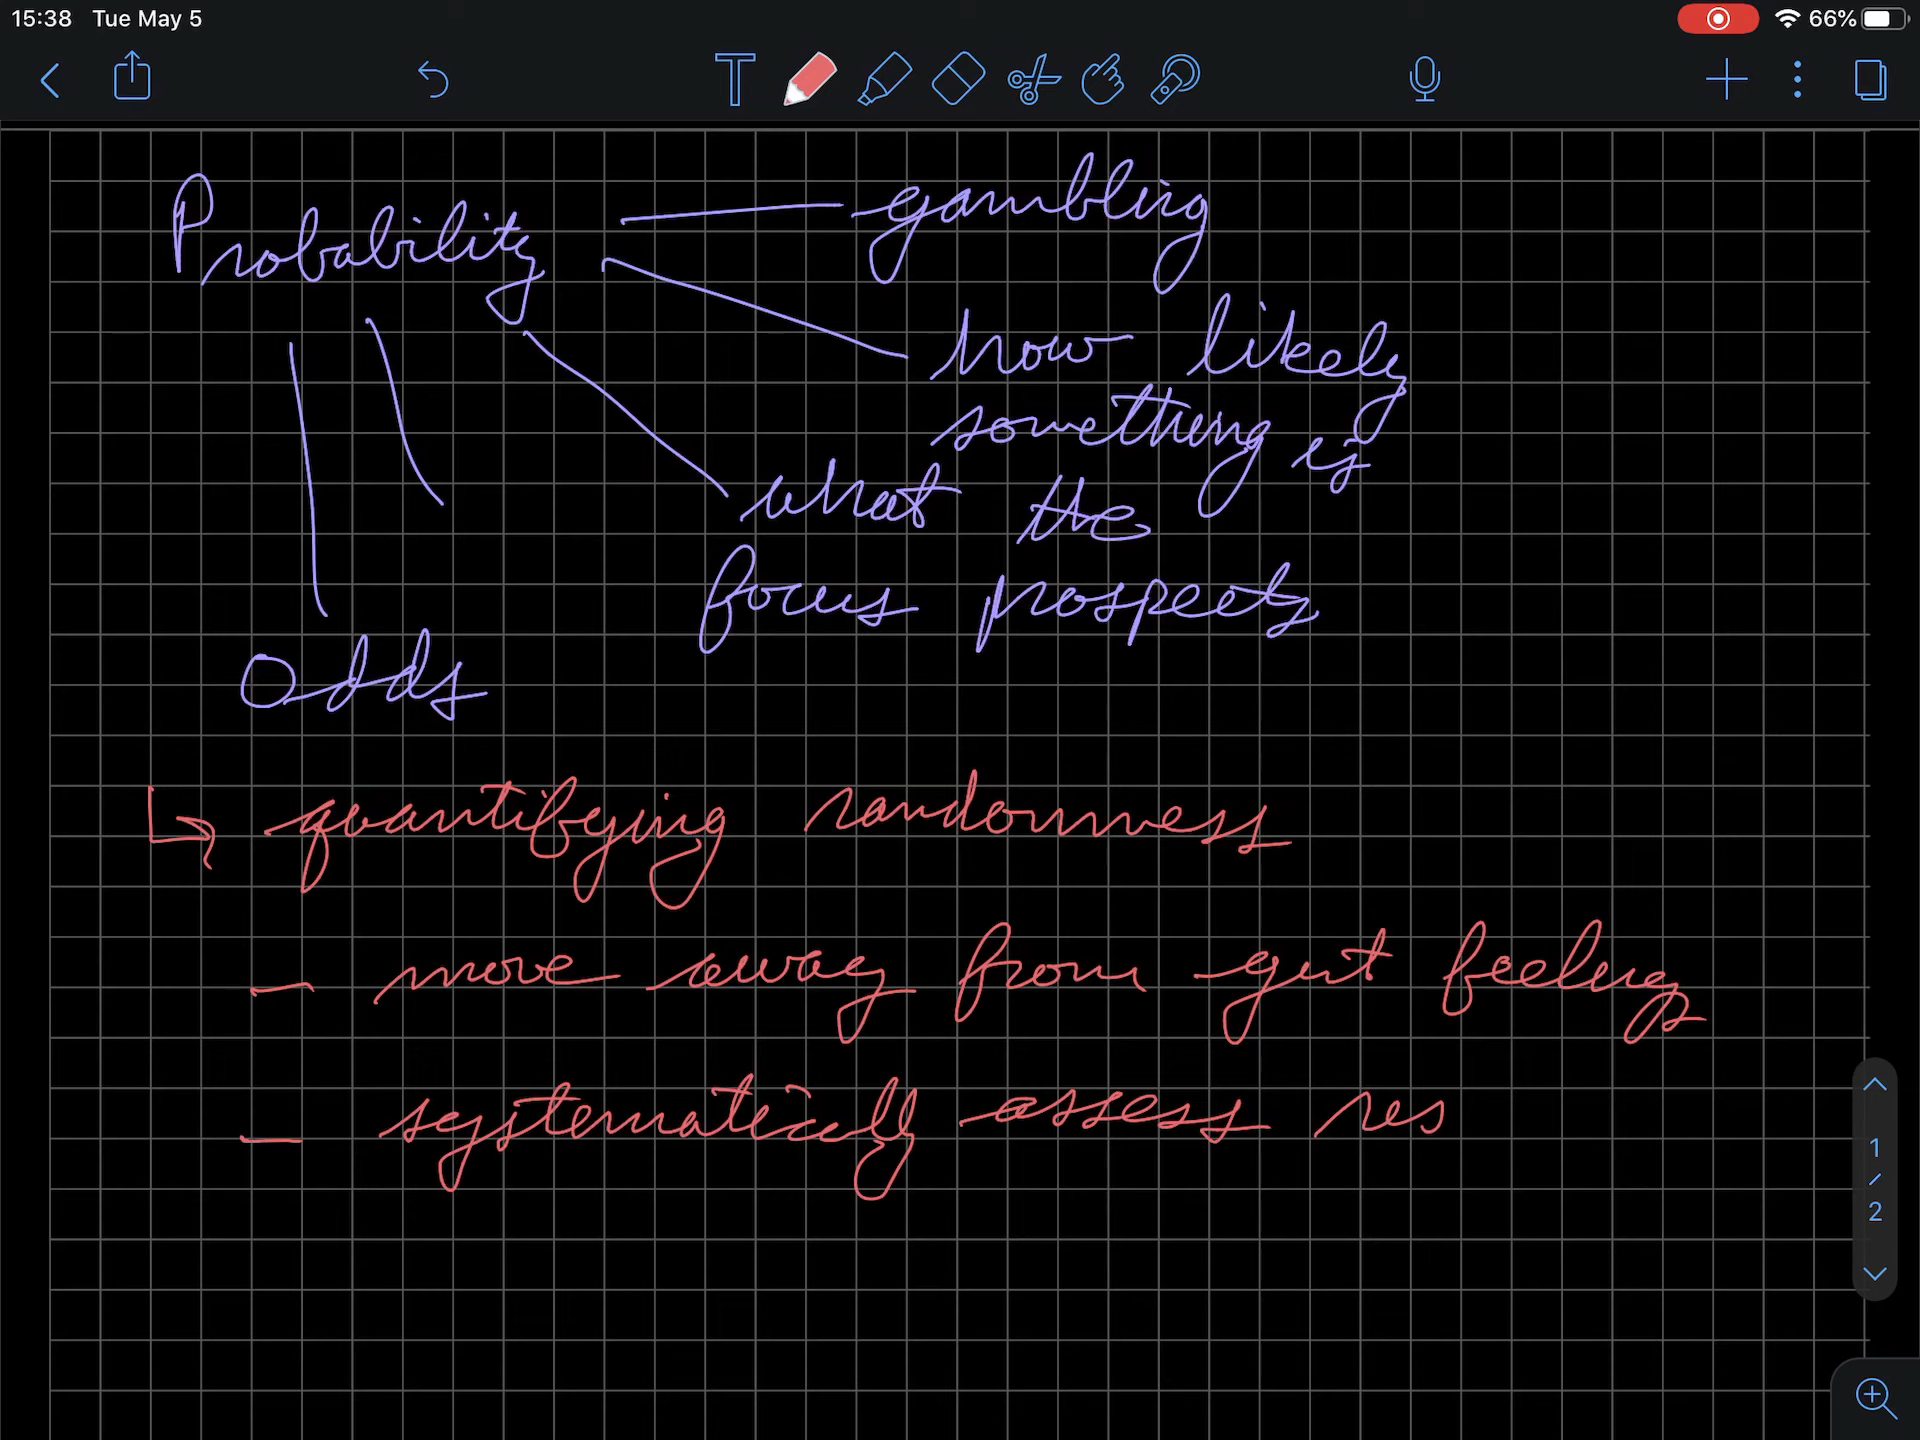 15:38 Tue May 5
66%
T
Probability
gambling
how likely
something is
what the
focus prospects
Odds
quantifying randomness
- move away from gut feelings
- systematically assess res
1
/
2